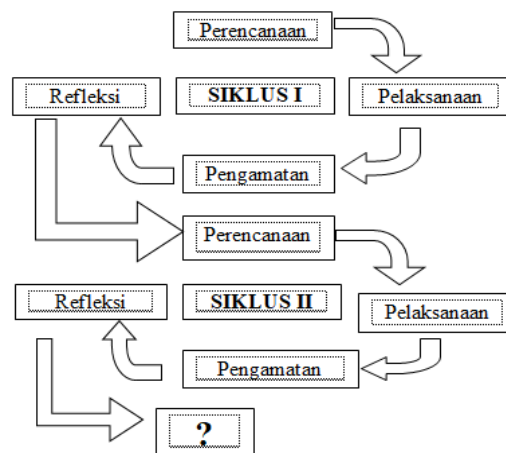 Perencanaan
Refleksi
SIKLUS I
Pelaksanaan
Pengamatan
Perencanaan
Refleksi
SIKLUS II
Pelaksanaan
Pengamatan
?